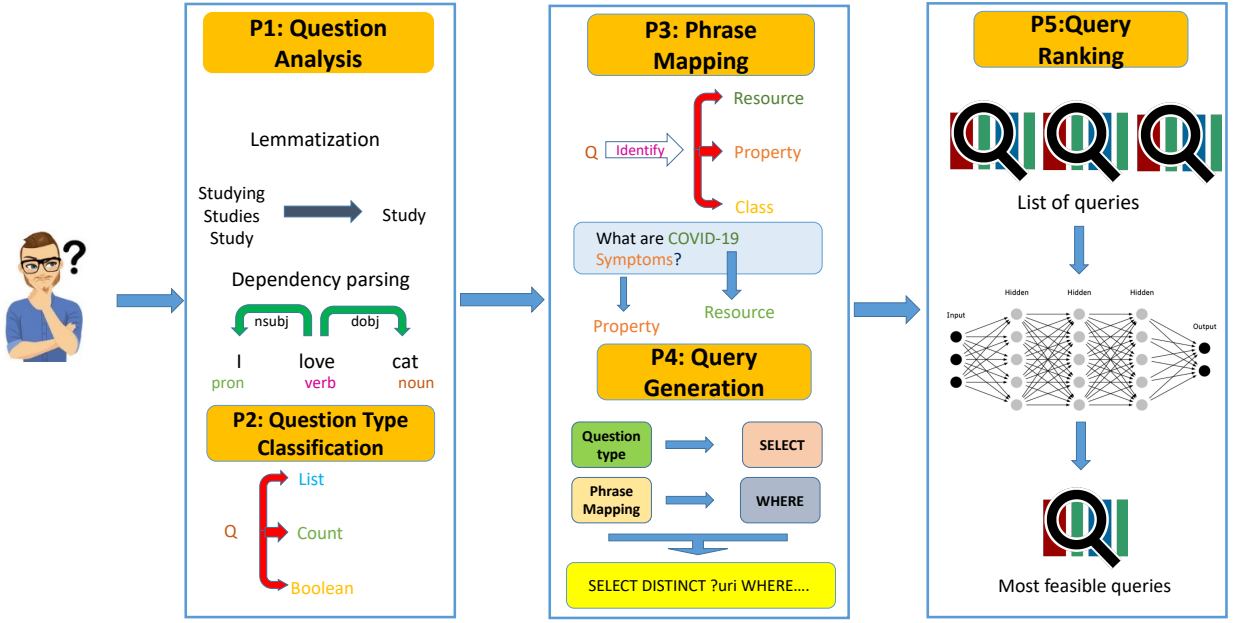 P1: Question
Analysis
Lemmatization
Studying
Studies
Study
Study
Dependency parsing
nsubj
dobj
I
love
cat
pron
verb
noun
P2: Question Type
Classification
List
Q
Count
Boolean
P3: Phrase
Mapping
Resource
Q
Identify
Property
Class
What are COVID-19
Symptoms?
Property
Resource
P4: Query
Generation
Question
type
SELECT
Phrase
Mapping
WHERE
SELECT DISTINCT ?uri WHERE....
P5:Query
Ranking
List of queries
Hidden
Hidden
Hidden
Input
Output
Most feasible queries